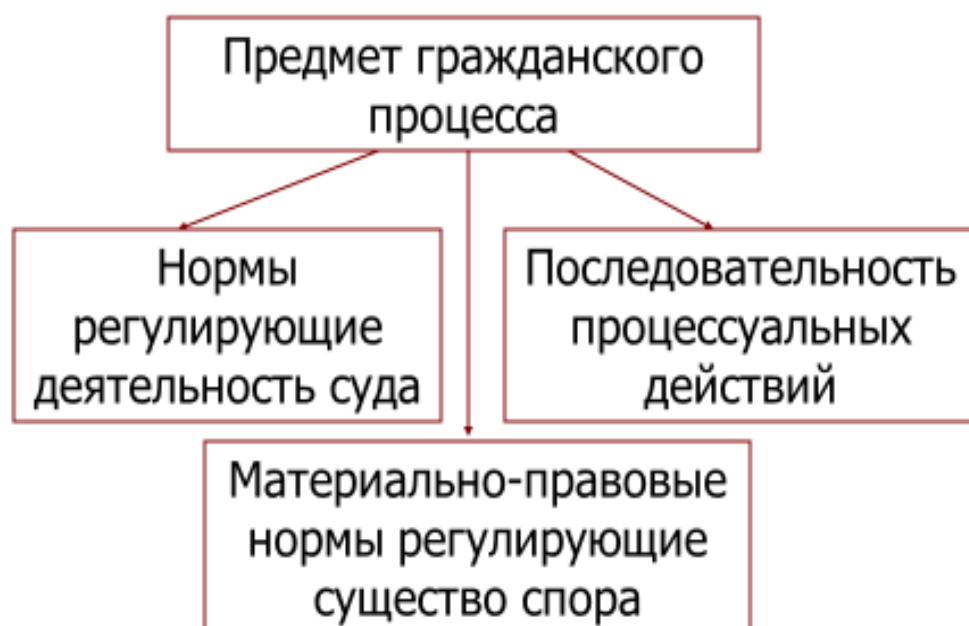 Предмет гражданского
процесса
Нормы
регулирующие
деятельность суда
Последовательность
процессуальных
действий
Материально-правовые
нормы регулирующие
существо спора